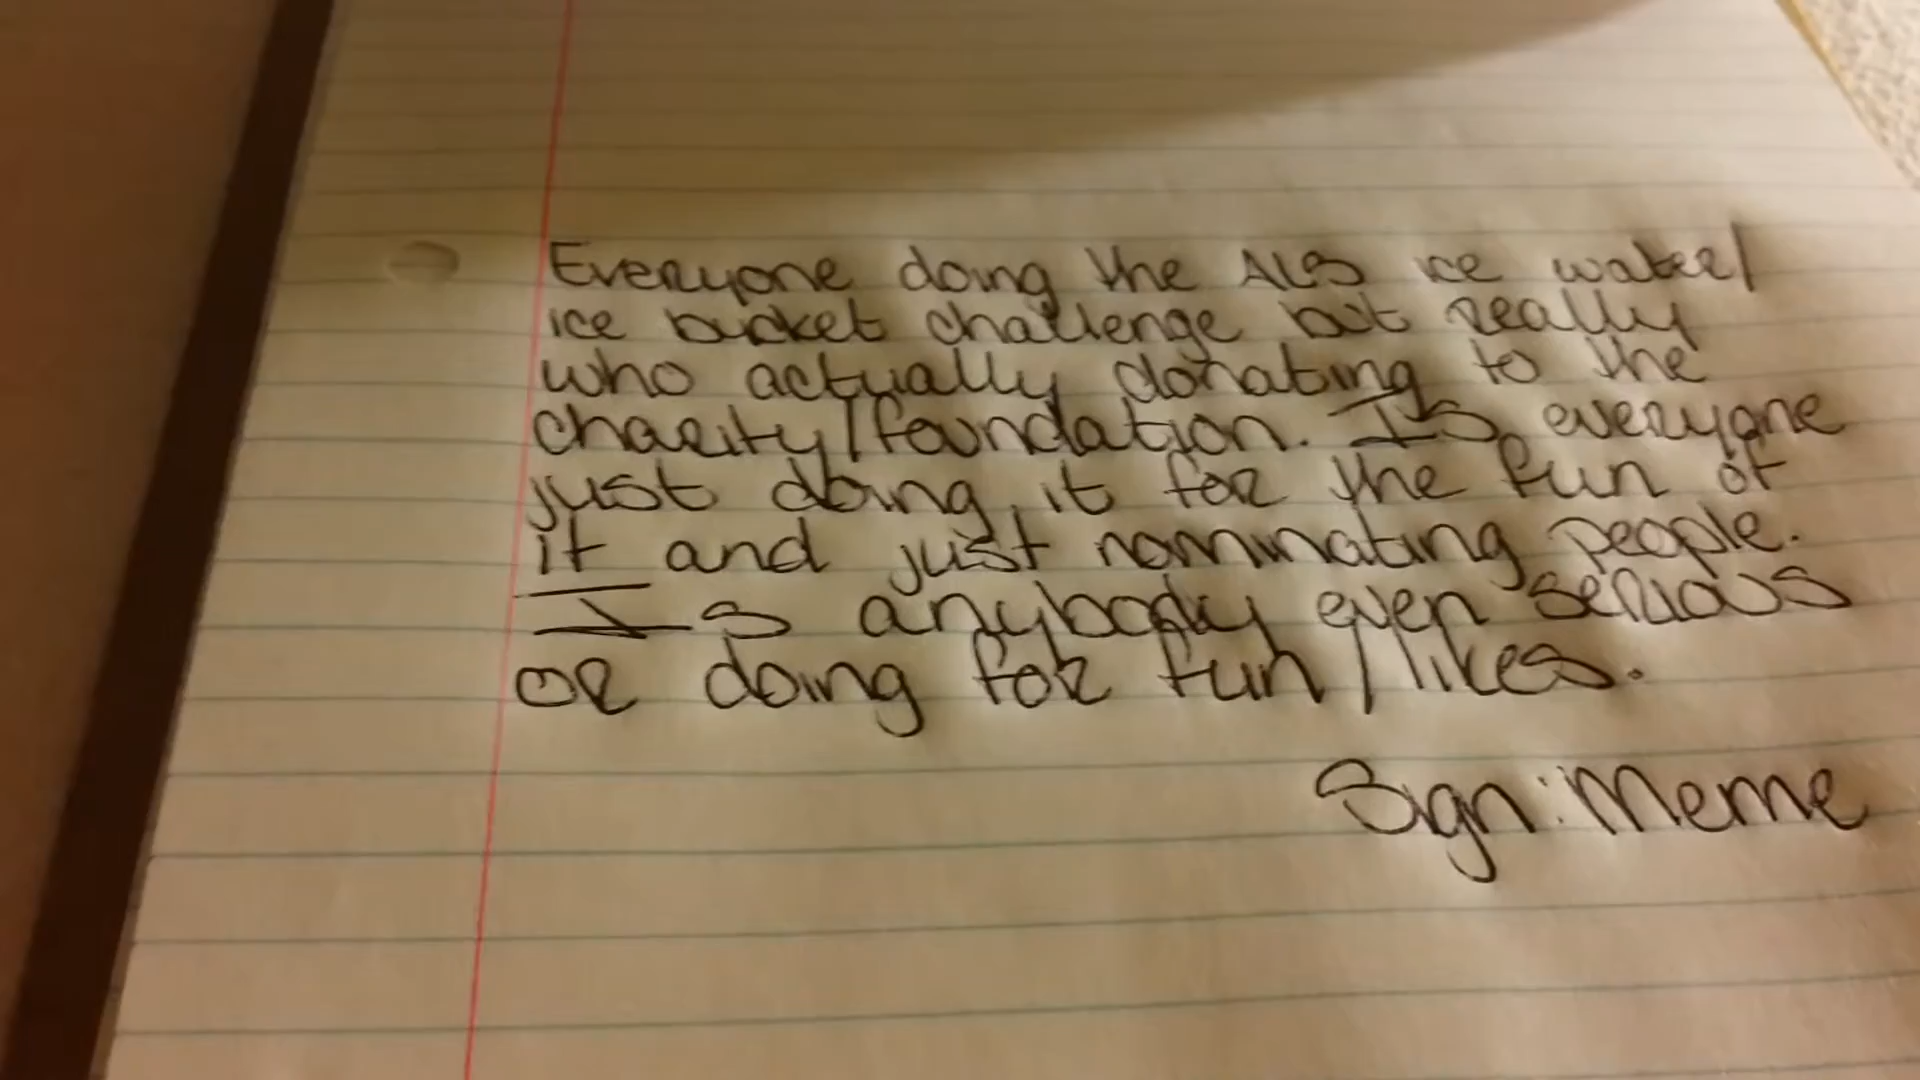 Everyone doing the ALS ice water/
ice bucket challenge but really
who actually donating to the
charity/foundation. Is everyone
just doing it for the fun of
it and just nominating people.
Is anybody even serious
or doing for fun/likes.
Sign: Meme